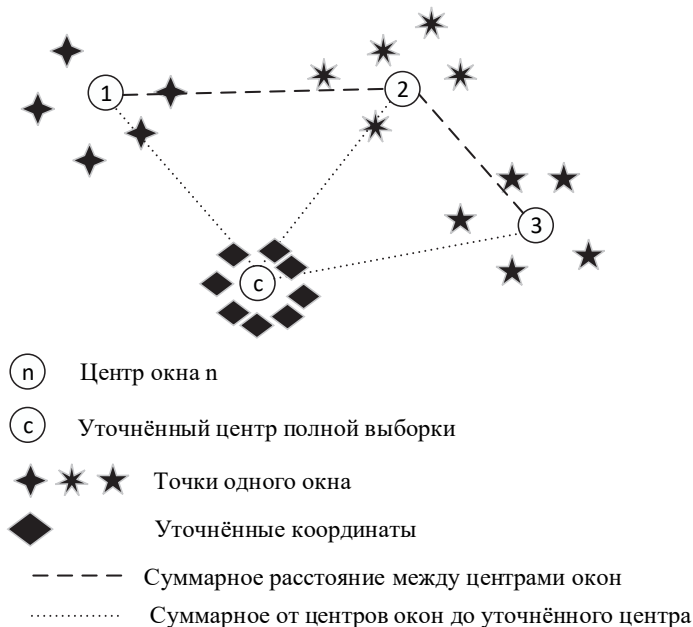 1
2
3
c
n Центр окна n
c Уточнённый центр полной выборки
Точки одного окна
Уточнённые координаты
Суммарное расстояние между центрами окон
Суммарное от центров окон до уточнённого центра